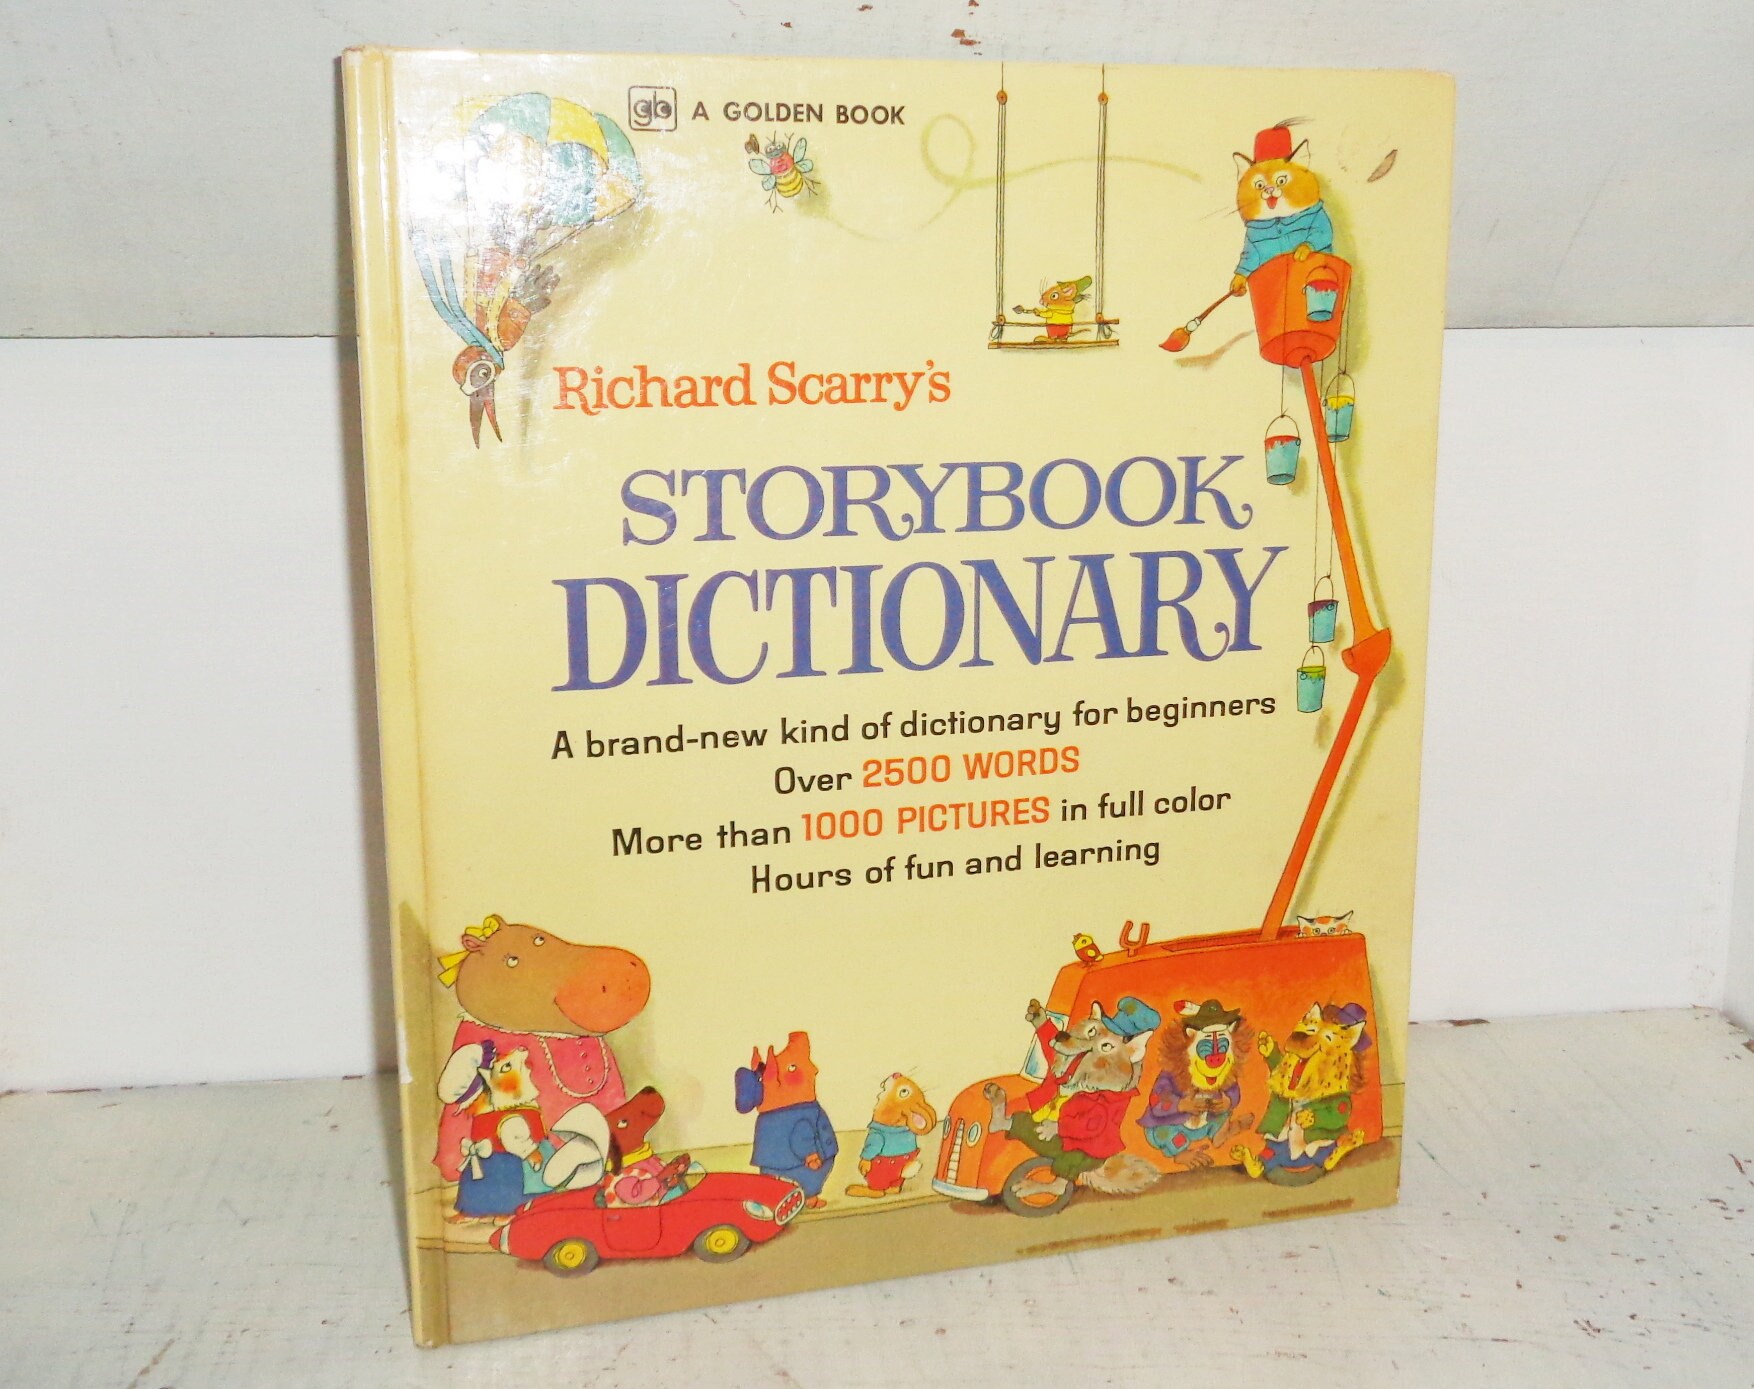 gb A GOLDEN BOOK
Richard Scarry's
STORYBOOK
DICTIONARY
A brand-new kind of dictionary for beginners
Over 2500 WORDS
More than 1000 PICTURES in full color
Hours of fun and learning